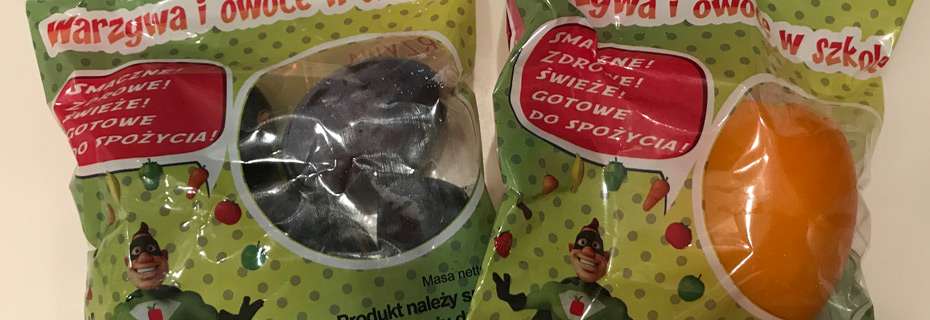 Warzywa i owoce w
SMACZNE!
ZDROWE!
ŚWIEŻE!
GOTOWE
DO SPOŻYCIA!
Masa netto
Produkt należy
i owoce
w szkole
SMACZNE!
ZDROWE!
ŚWIEŻE!
GOTOWE
DO SPOŻYCIA!